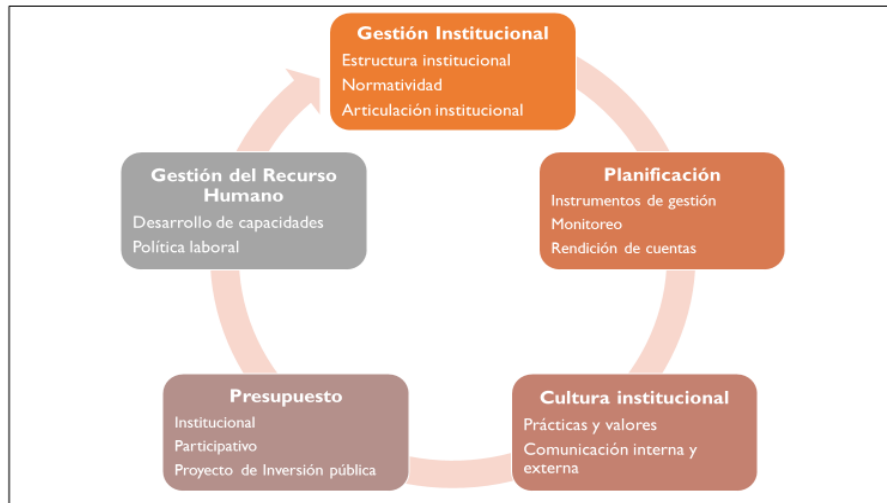 Gestión Institucional
Estructura institucional
Normatividad
Articulación institucional
Planificación
Instrumentos de gestión
Monitoreo
Rendición de cuentas
Cultura institucional
Prácticas y valores
Comunicación interna y
externa
Presupuesto
Institucional
Participativo
Proyecto de Inversión pública
Gestión del Recurso
Humano
Desarrollo de capacidades
Política laboral